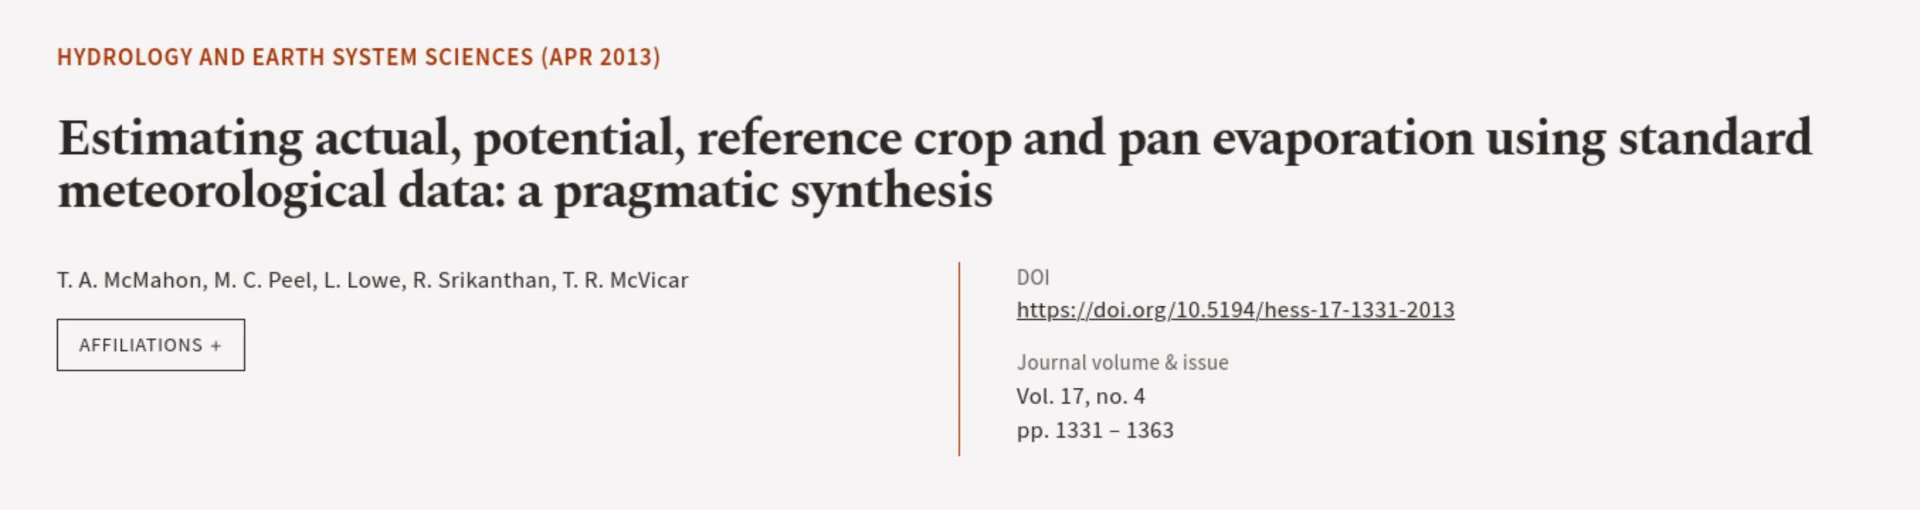 HYDROLOGY AND EARTH SYSTEM SCIENCES (APR 2013)
Estimating actual, potential, reference crop and pan evaporation using standard
meteorological data: a pragmatic synthesis
T. A. McMahon, M. C. Peel, L. Lowe, R. Srikanthan, T. R. McVicar
AFFILIATIONS +
DOI
https://doi.org/10.5194/hess-17-1331-2013
Journal volume & issue
Vol. 17, no. 4
pp. 1331 – 1363